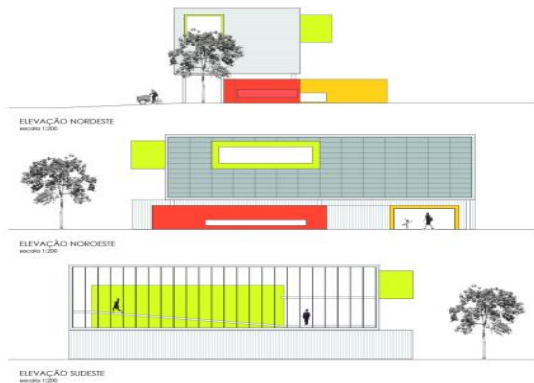 ELEVAÇÃO NORDESTE
escala 1:200
ELEVAÇÃO NOROESTE
escala 1:200
ELEVAÇÃO SUDESTE
escala 1:200